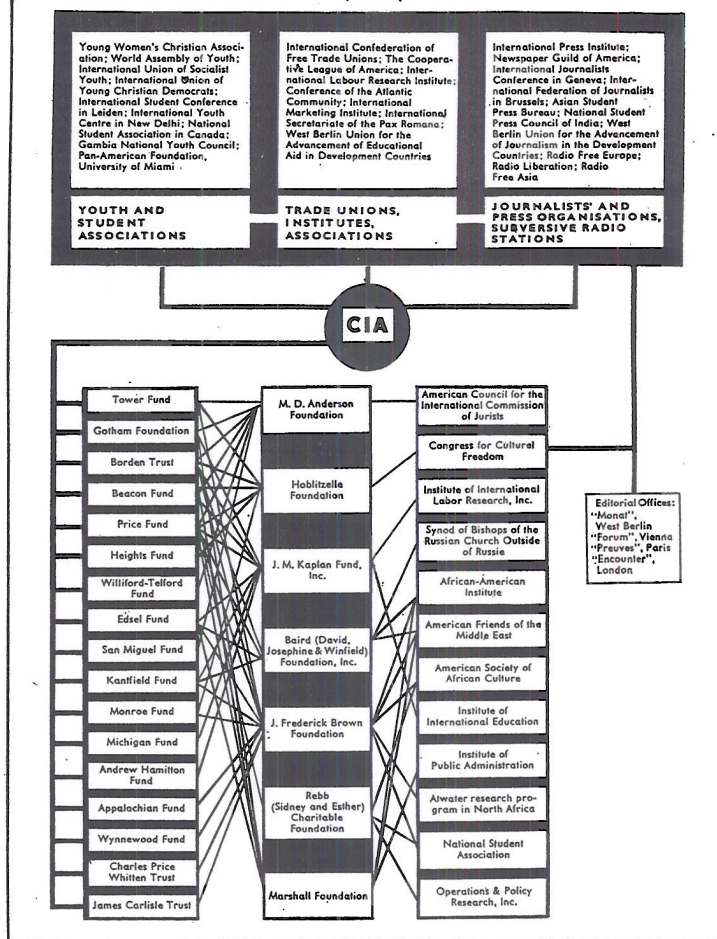 Young Women's Christian Associ-
ation; World Assembly of Youth;
International Union of Socialist
Youth; International Union of
Young Christian Democrats;
International Student Conference
in Leiden; International Youth
Centre in New Delhi; National
Student Association in Canada;
Gambia National Youth Council;
Pan-American Foundation,
University of Miami
International Confederation of
Free Trade Unions; The Coopera-
tive League of America; Inter-
national Labour Research Institute;
Conference of the Atlantic
Community; International
Marketing Institute; International
Secretariate of the Pax Romana;
West Berlin Union for the
Advancement of Educational
Aid in Development Countries
International Press Institute;
Newspaper Guild of America;
International Journalists
Conference in Geneva; Inter-
national Federation of Journalists
in Brussels; Asian Student
Press Bureau; National Student
Press Council of India; West
Berlin Union for the Advancement
of Journalism in the Development
Countries; Radio Free Europe;
Radio Liberation; Radio
Free Asia
YOUTH AND
STUDENT
ASSOCIATIONS
TRADE UNIONS,
INSTITUTES,
ASSOCIATIONS
JOURNALISTS' AND
PRESS ORGANISATIONS,
SUBVERSIVE RADIO
STATIONS
CIA
Tower Fund
Gotham Foundation
Borden Trust
Beacon Fund
Price Fund
Heights Fund
Williford-Telford
Fund
Edsel Fund
San Miguel Fund
Kantfield Fund
Monroe Fund
Michigan Fund
Andrew Hamilton
Fund
Appalachian Fund
Wynnewood Fund
Charles Price
Whitten Trust
James Carlisle Trust
M. D. Anderson
Foundation
Hoblitzelle
Foundation
J. M. Kaplan Fund,
Inc.
Baird (David,
Josephine & Winfield)
Foundation, Inc.
J. Frederick Brown
Foundation
Rebb
(Sidney and Esther)
Charitable
Foundation
Marshall Foundation
American Council for the
International Commission
of Jurists
Congress for Cultural
Freedom
Institute of International
Labor Research, Inc.
Synod of Bishops of the
Russian Church Outside
of Russie
African-American
Institute
American Friends of the
Middle East
American Society of
African Culture
Institute of
International Education
Institute of
Public Administration
Atwater research pro-
gram in North Africa
National Student
Association
Operations & Policy
Research, Inc.
Editorial Offices:
"Monat",
West Berlin
"Forum", Vienna
"Preuves", Paris
"Encounter",
London